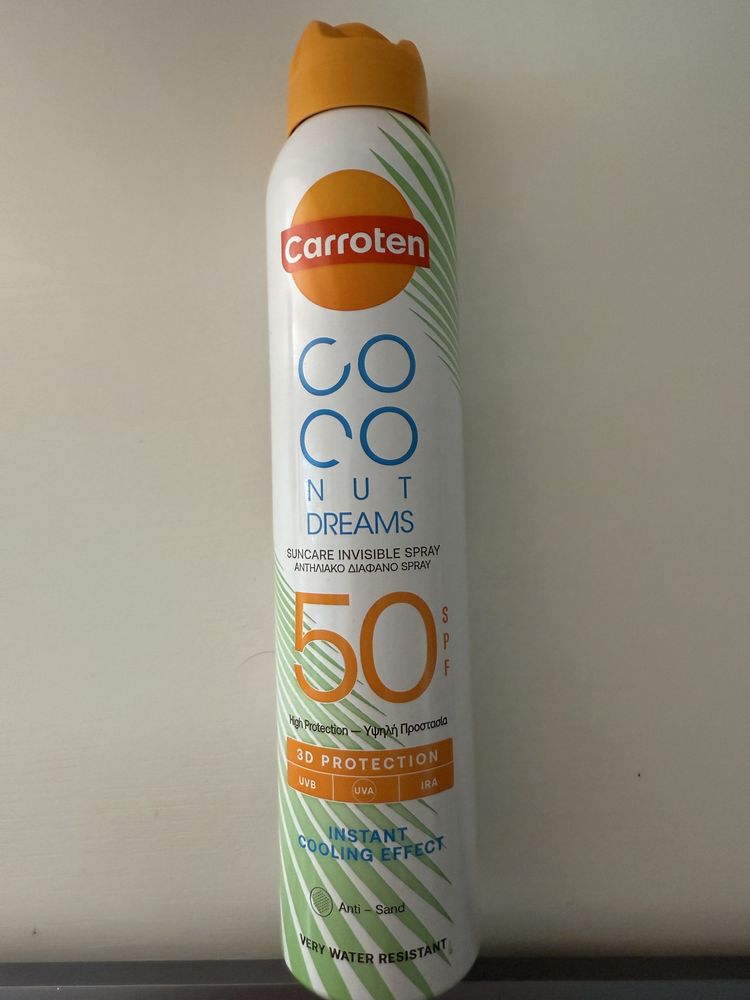 Carroten
CO
CO
NUT
DREAMS
SUNCARE INVISIBLE SPRAY
ΑΝΤΗΛΙΑΚΟ ΔΙΑΦΑΝΟ SPRAY
50 SPF
High Protection — Υψηλή Προστασία
3D PROTECTION
UVB UVA IRA
INSTANT
COOLING EFFECT
Anti – Sand
VERY WATER RESISTANT